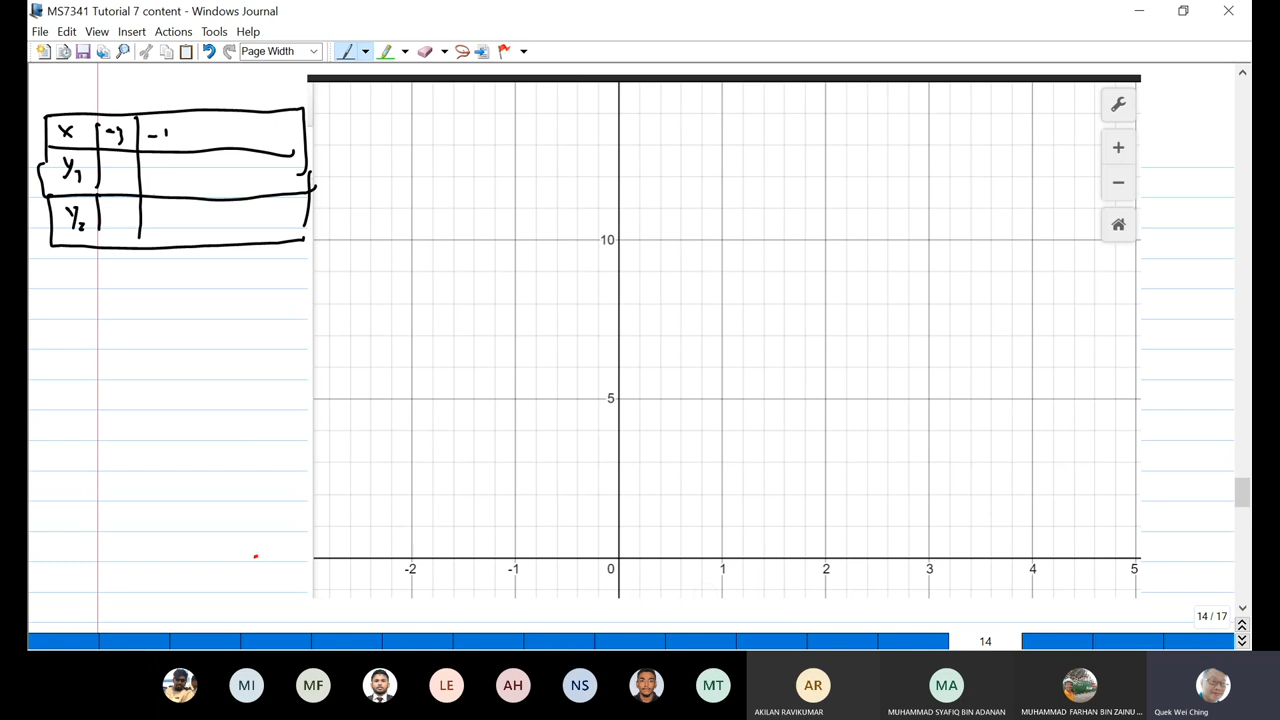 MS7341 Tutorial 7 content - Windows Journal
File Edit View Insert Actions Tools Help
Page Width
x -3 -1
y1
y2
10
5
-2 -1 0 1 2 3 4 5
14 / 17
14
MI MF LE AH NS MT AR MA
AKILAN RAVIKUMAR MUHAMMAD SYAFIQ BIN ADANAN MUHAMMAD FARHAN BIN ZAINU ... Quek Wei Ching